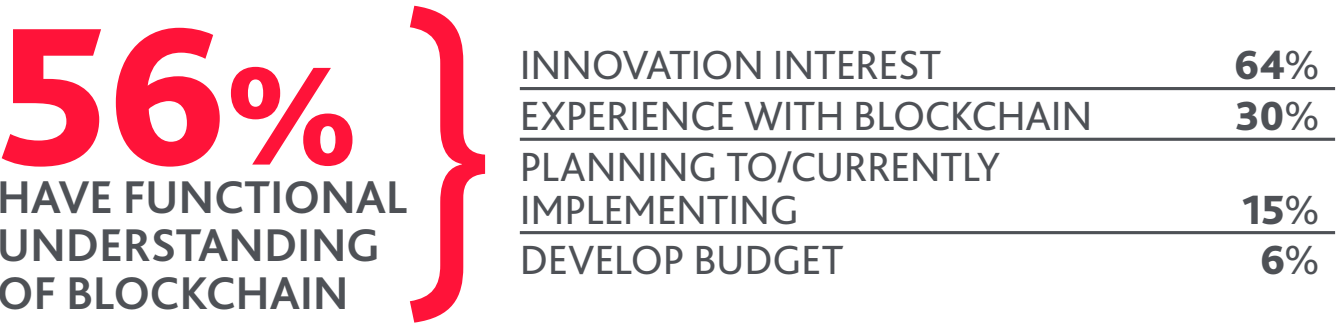 56%
HAVE FUNCTIONAL
UNDERSTANDING
OF BLOCKCHAIN
INNOVATION INTEREST 64%
EXPERIENCE WITH BLOCKCHAIN 30%
PLANNING TO/CURRENTLY
IMPLEMENTING 15%
DEVELOP BUDGET 6%